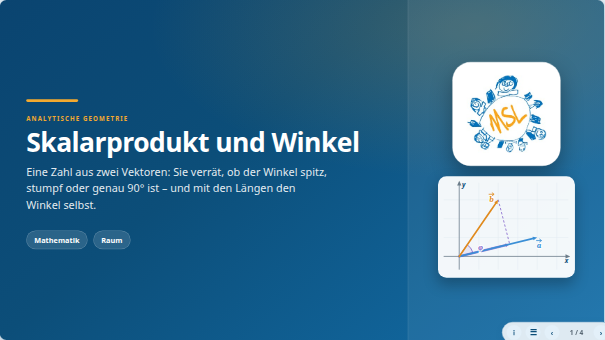 ANALYTISCHE GEOMETRIE
Skalarprodukt und Winkel
Eine Zahl aus zwei Vektoren: Sie verrät, ob der Winkel spitz,
stumpf oder genau 90° ist – und mit den Längen den
Winkel selbst.
Mathematik
Raum
MSL
y
b
φ
a
x
1 / 4